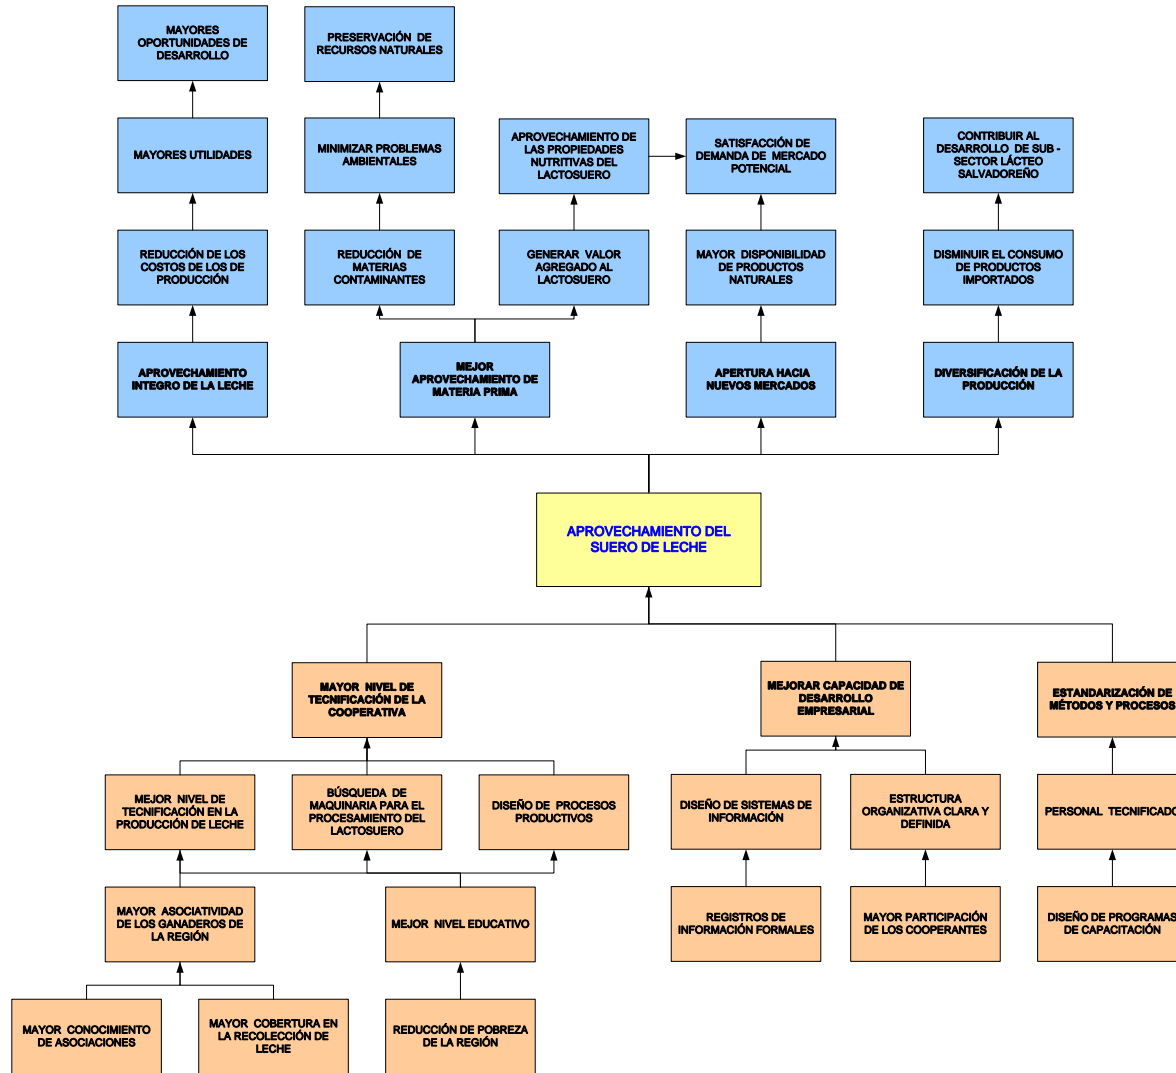 MAYORES
OPORTUNIDADES DE
DESARROLLO
PRESERVACIÓN DE
RECURSOS NATURALES
MAYORES UTILIDADES
MINIMIZAR PROBLEMAS
AMBIENTALES
APROVECHAMIENTO DE
LAS PROPIEDADES
NUTRITIVAS DEL
LACTOSUERO
SATISFACCIÓN DE
DEMANDA DE MERCADO
POTENCIAL
CONTRIBUIR AL
DESARROLLO DE SUB -
SECTOR LÁCTEO
SALVADOREÑO
REDUCCIÓN DE LOS
COSTOS DE LOS DE
PRODUCCIÓN
REDUCCIÓN DE
MATERIAS
CONTAMINANTES
GENERAR VALOR
AGREGADO AL
LACTOSUERO
MAYOR DISPONIBILIDAD
DE PRODUCTOS
NATURALES
DISMINUIR EL CONSUMO
DE PRODUCTOS
IMPORTADOS
APROVECHAMIENTO
INTEGRO DE LA LECHE
MEJOR
APROVECHAMIENTO DE
MATERIA PRIMA
APERTURA HACIA
NUEVOS MERCADOS
DIVERSIFICACIÓN DE LA
PRODUCCIÓN
APROVECHAMIENTO DEL
SUERO DE LECHE
MAYOR NIVEL DE
TECNIFICACIÓN DE LA
COOPERATIVA
MEJORAR CAPACIDAD DE
DESARROLLO
EMPRESARIAL
ESTANDARIZACIÓN DE
MÉTODOS Y PROCESOS
MEJOR NIVEL DE
TECNIFICACIÓN EN LA
PRODUCCIÓN DE LECHE
BÚSQUEDA DE
MAQUINARIA PARA EL
PROCESAMIENTO DEL
LACTOSUERO
DISEÑO DE PROCESOS
PRODUCTIVOS
DISEÑO DE SISTEMAS DE
INFORMACIÓN
ESTRUCTURA
ORGANIZATIVA CLARA Y
DEFINIDA
PERSONAL TECNIFICADO
MAYOR ASOCIATIVIDAD
DE LOS GANADEROS DE
LA REGIÓN
MEJOR NIVEL EDUCATIVO
REGISTROS DE
INFORMACIÓN FORMALES
MAYOR PARTICIPACIÓN
DE LOS COOPERANTES
DISEÑO DE PROGRAMAS
DE CAPACITACIÓN
MAYOR CONOCIMIENTO
DE ASOCIACIONES
MAYOR COBERTURA EN
LA RECOLECCIÓN DE
LECHE
REDUCCIÓN DE POBREZA
DE LA REGIÓN